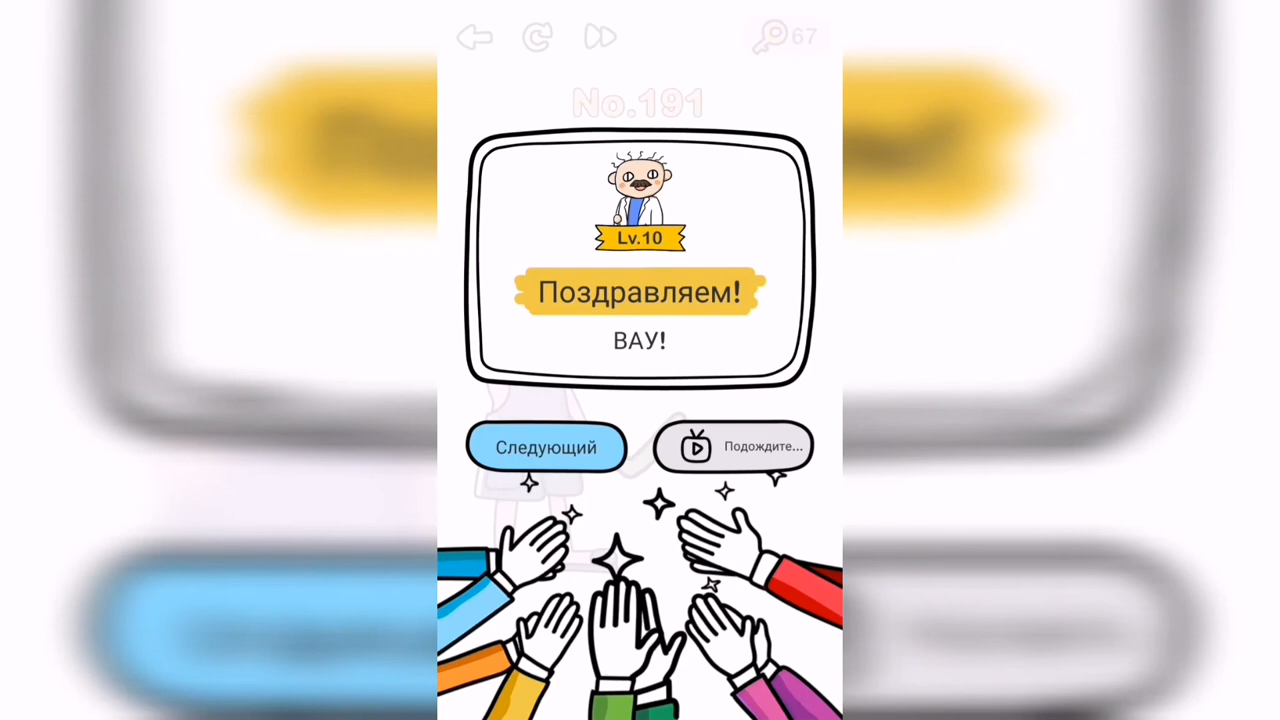 67
No.191
Lv.10
Поздравляем!
ВАУ!
Следующий
Подождите...